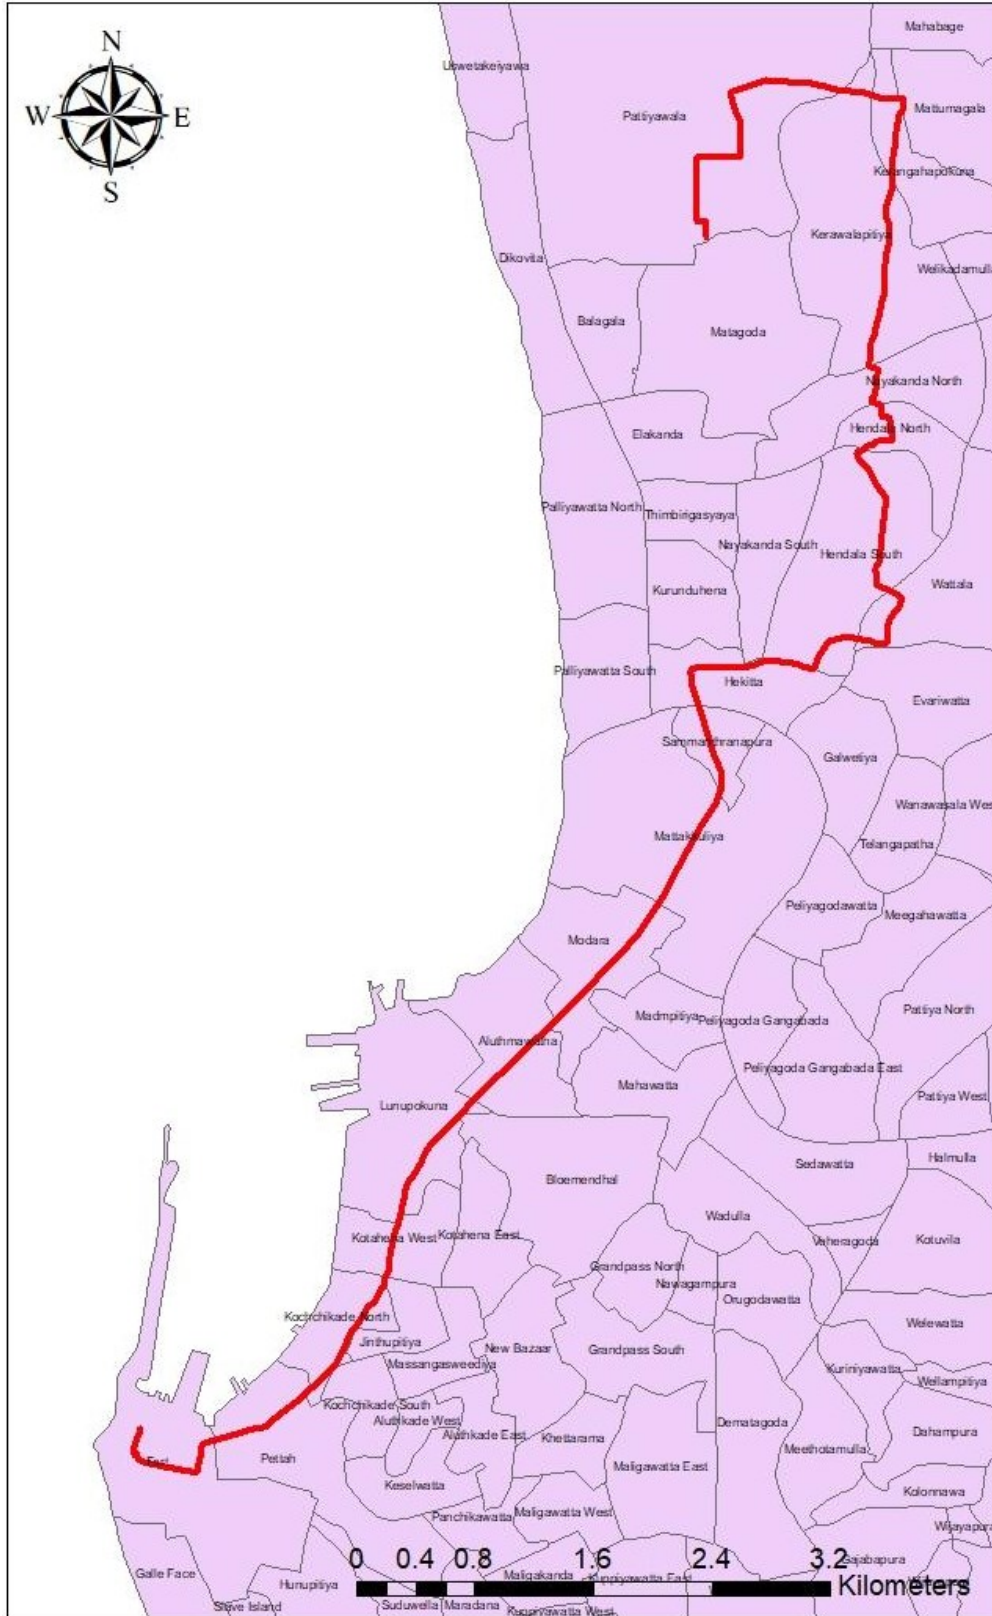 N
Mahabage
Uswetakeiyawa
Pattiyawala
Mattumagala
W
E
Kerangahapokuna
S
Kerawalapitiya
Dikovita
Welikadamulla
Balagala
Matagoda
Nayakanda North
Elakanda
Hendala North
Palliyawatta North
Thimbirigasyaya
Nayakanda South
Hendala South
Kurunduhena
Wattala
Palliyawatta South
Hekitta
Evariwatta
Sammanthranapura
Galwetiya
Wanawasala Wes
Mattakkuliya
Telangapatha
Peliyagodawatta
Meegahawatta
Modara
Pattiya North
Madmpitiya
Peliyagoda Gangabada
Aluthmawatha
Peliyagoda Gangabada East
Mahawatta
Pattiya West
Lunupokuna
Halmulla
Sedawatta
Bloemendhal
Wadulla
Kotahena West
Kotahena East
Veheragoda
Kotuvila
Grandpass North
Nawagampura
Orugodawatta
Kochchikade North
Welewatta
Jinthupitiya
New Bazaar
Grandpass South
Massangasweediya
Kuriniyawatta
Wellampitiya
Kochchikade South
Aluthkade West
Dematagoda
Dahampura
Aluthkade East
Khettarama
Meethotamulla
Fort
Pettah
Maligawatta East
Keselwatta
Kolonnawa
Maligawatta West
Panchikawatta
Wijayapura
0 0.4 0.8 1.6 2.4 3.2
Gajabapura
Galle Face
Maligakanda
Kuppiyawatta East
Hunupitiya
Kilometers
Slave Island
Suduwella
Maradana
Kuppiyawatta West